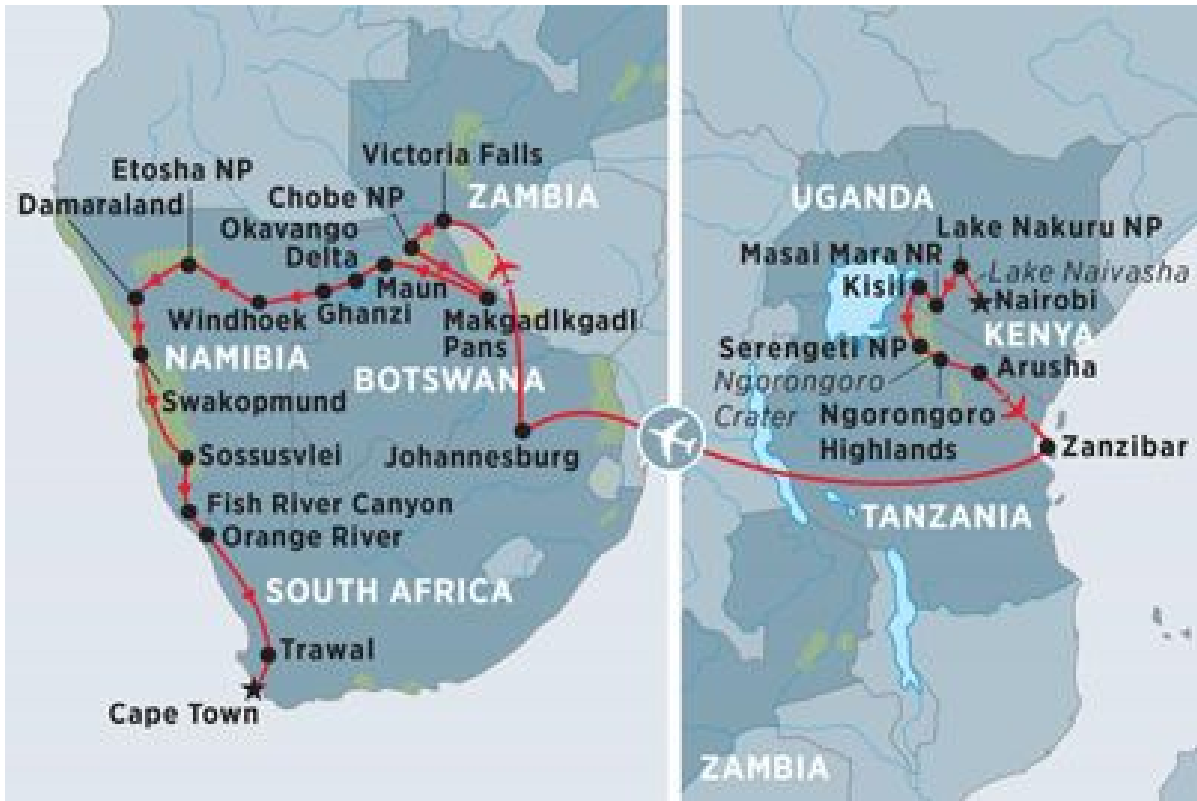 Victoria Falls
Etosha NP
Chobe NP
ZAMBIA
Damaraland
Okavango
Delta
Maun
Windhoek
Ghanzi
Makgadikgadi
Pans
NAMIBIA
BOTSWANA
Swakopmund
Sossusvlei
Johannesburg
Fish River Canyon
Orange River
SOUTH AFRICA
Trawal
Cape Town
UGANDA
Lake Nakuru NP
Masai Mara NR
Lake Naivasha
Kisii
Nairobi
KENYA
Serengeti NP
Arusha
Ngorongoro
Crater
Ngorongoro
Highlands
Zanzibar
TANZANIA
ZAMBIA